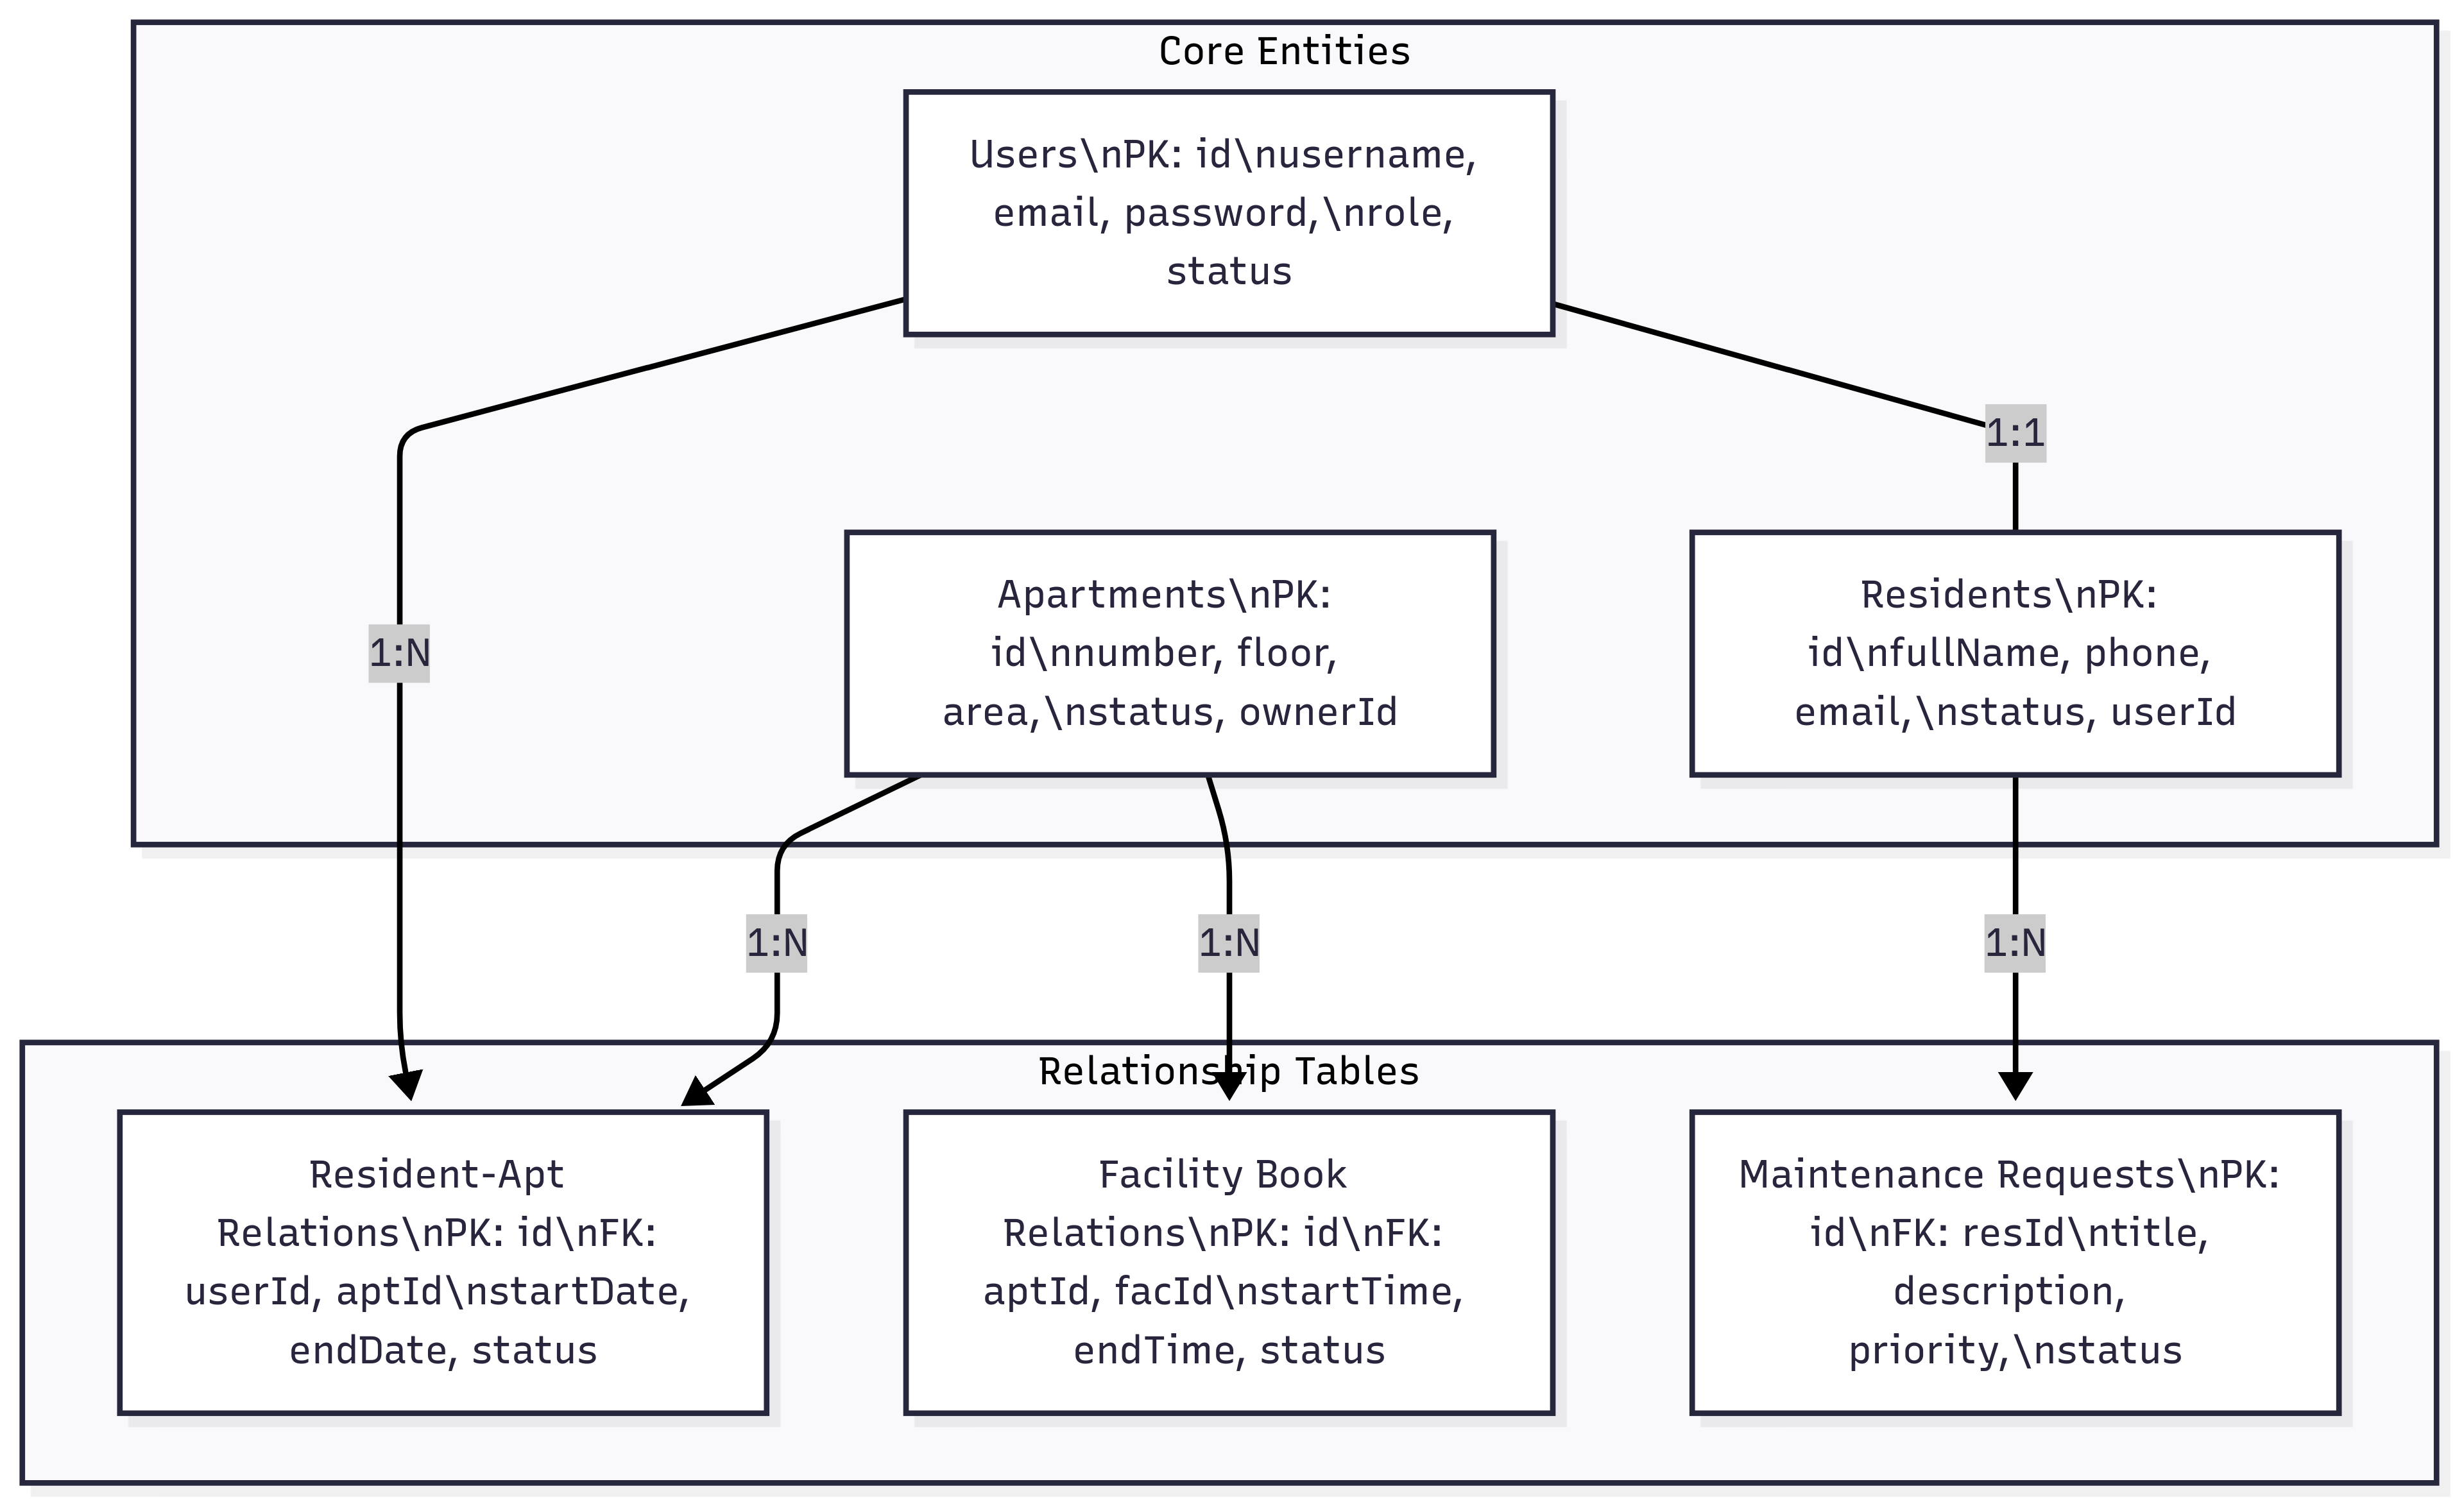 Core Entities
Users\nPK: id\nusername,
email, password,\nrole,
status
1:1
Apartments\nPK:
id\nnumber, floor,
area,\nstatus, ownerId
Residents\nPK:
id\nfullName, phone,
email,\nstatus, userId
1:N
1:N
1:N
1:N
Relationship Tables
Resident-Apt
Relations\nPK: id\nFK:
userId, aptId\nstartDate,
endDate, status
Facility Book
Relations\nPK: id\nFK:
aptId, facId\nstartTime,
endTime, status
Maintenance Requests\nPK:
id\nFK: resId\ntitle,
description,
priority,\nstatus